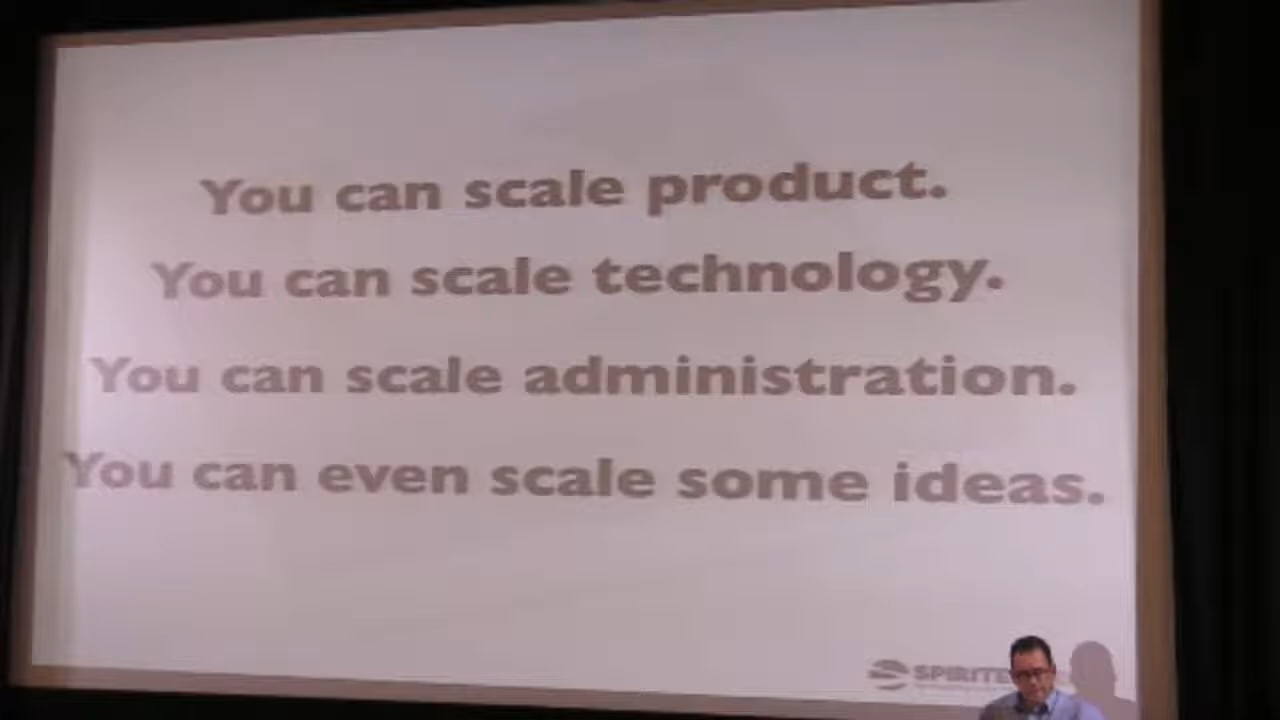 You can scale product.
You can scale technology.
You can scale administration.
You can even scale some ideas.